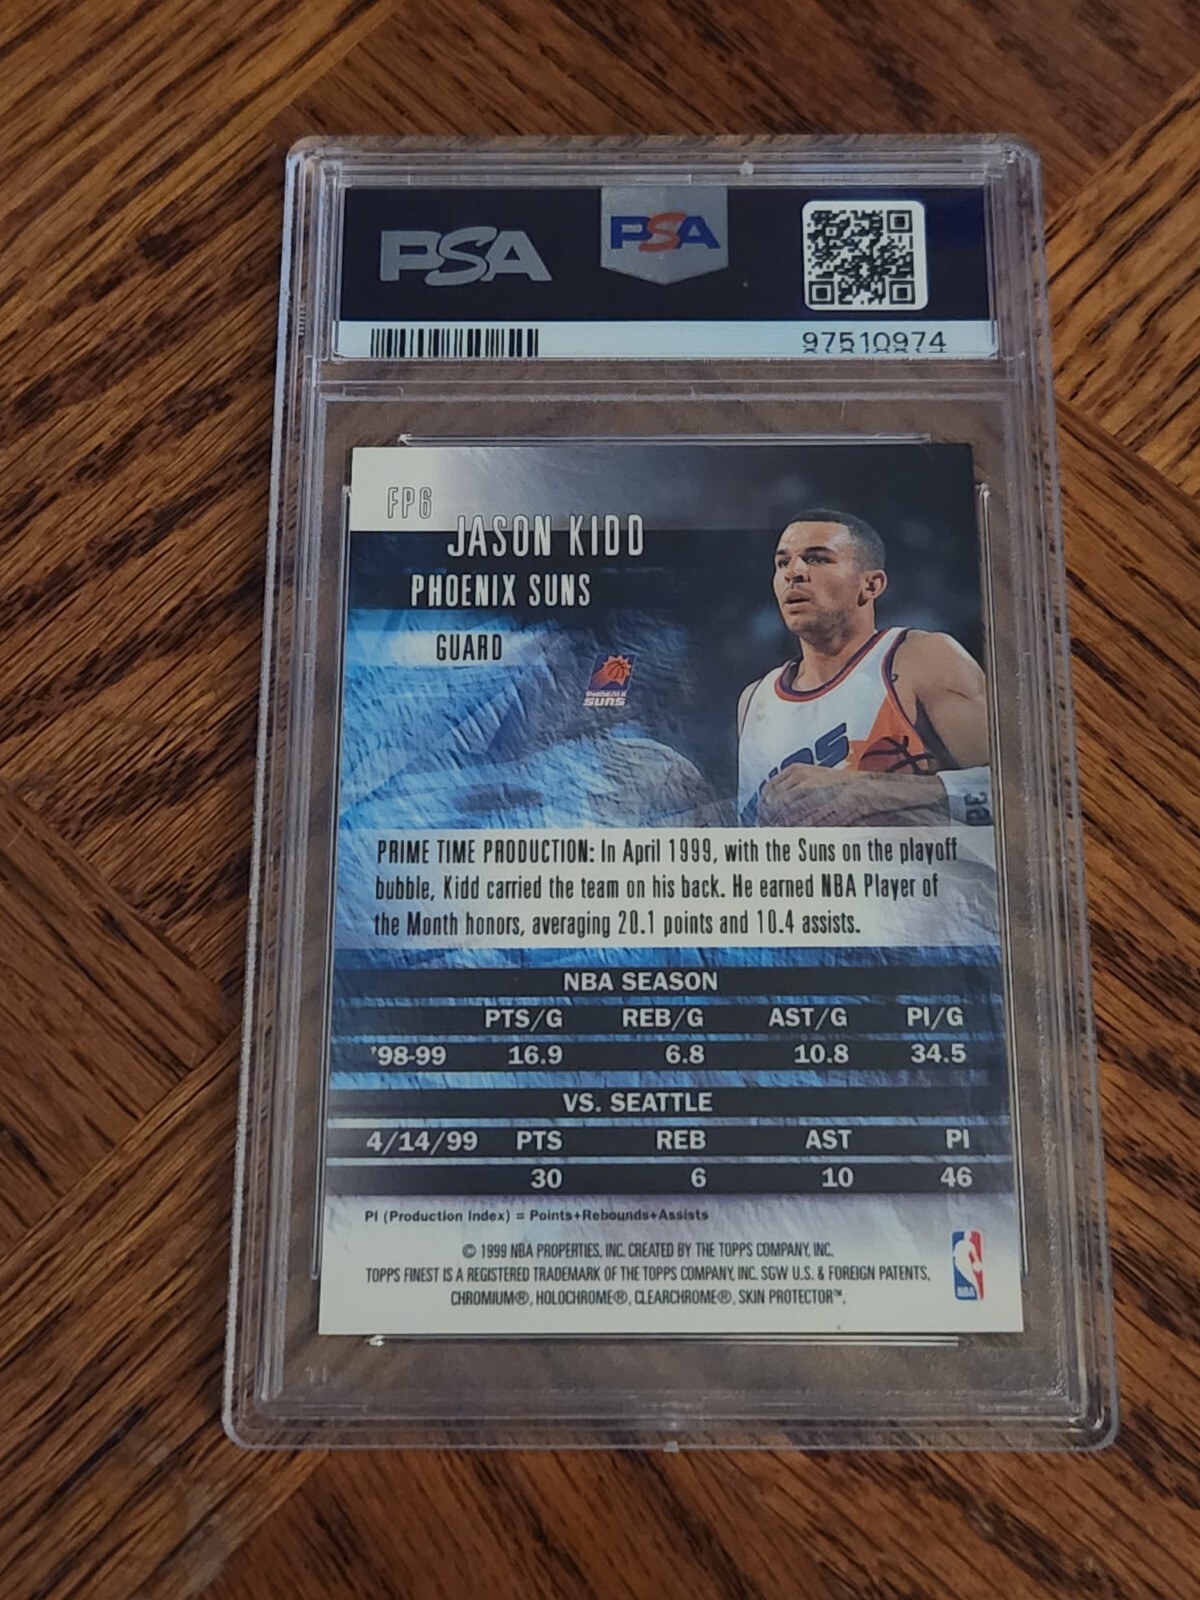 PSA
PSA
97510974
FP6
JASON KIDD
PHOENIX SUNS
GUARD
PHOENIX
SUNS
PRIME TIME PRODUCTION: In April 1999, with the Suns on the playoff
bubble, Kidd carried the team on his back. He earned NBA Player of
the Month honors, averaging 20.1 points and 10.4 assists.
NBA SEASON
PTS/G REB/G AST/G PI/G
'98-99 16.9 6.8 10.8 34.5
VS. SEATTLE
4/14/99 PTS REB AST PI
30 6 10 46
PI (Production Index) = Points+Rebounds+Assists
© 1999 NBA PROPERTIES, INC. CREATED BY THE TOPPS COMPANY, INC.
TOPPS FINEST IS A REGISTERED TRADEMARK OF THE TOPPS COMPANY, INC. SGW U.S. & FOREIGN PATENTS.
CHROMIUM®, HOLOCHROME®, CLEARCHROME®, SKIN PROTECTOR™.
NBA